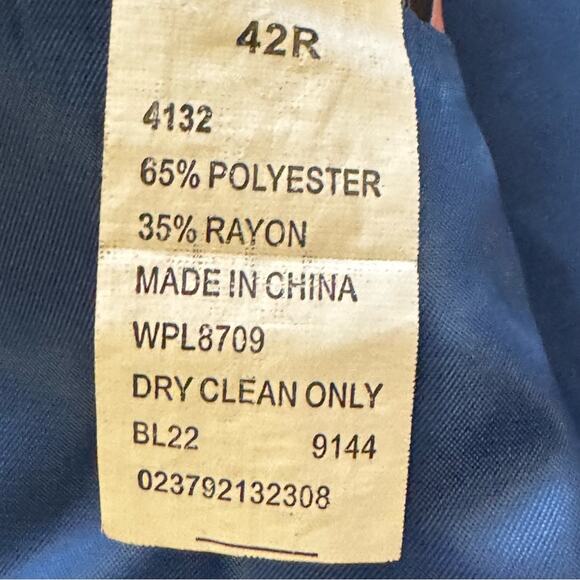 42R
4132
65% POLYESTER
35% RAYON
MADE IN CHINA
WPL8709
DRY CLEAN ONLY
BL22 9144
023792132308